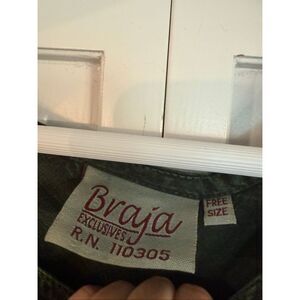 Braja
EXCLUSIVES
R.N. 110305
FREE
SIZE